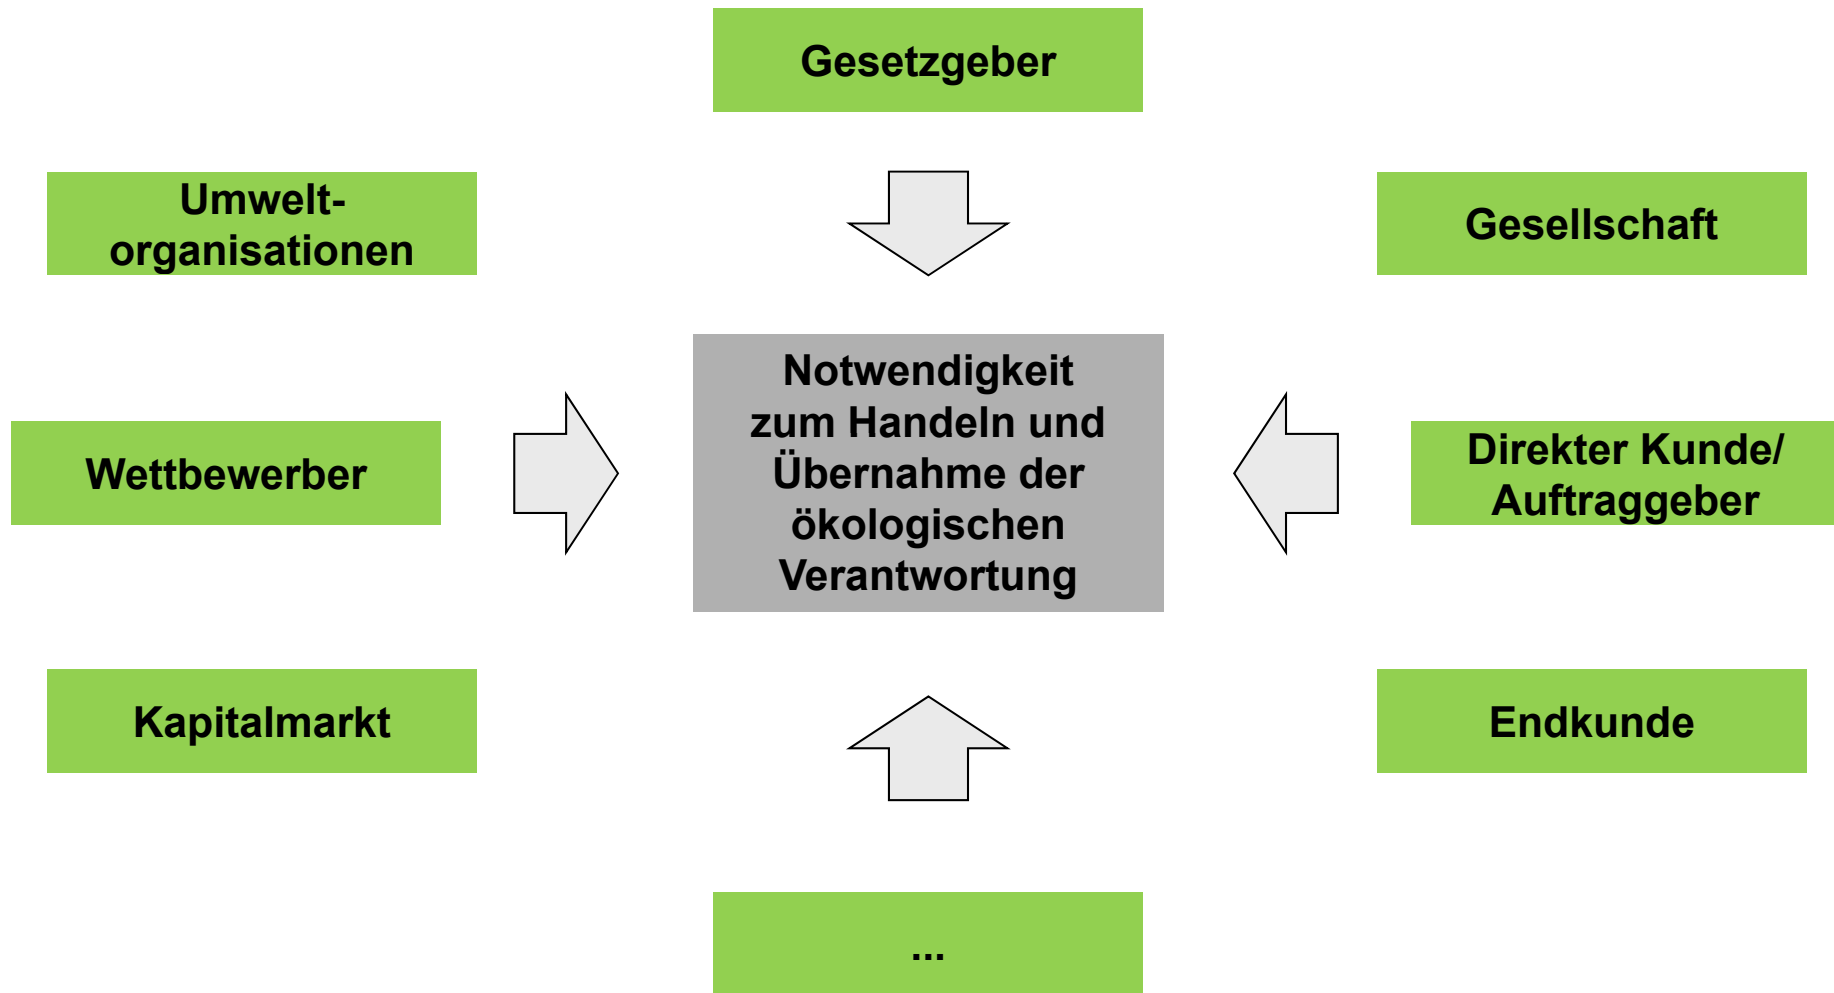 Gesetzgeber
Umwelt-
organisationen
Gesellschaft
Notwendigkeit
zum Handeln und
Übernahme der
ökologischen
Verantwortung
Wettbewerber
Direkter Kunde/
Auftraggeber
Kapitalmarkt
Endkunde
...